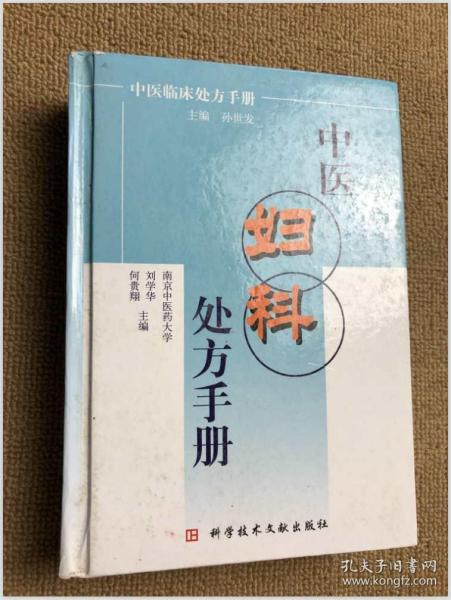 中医临床处方手册
主编 孙世发
中医
妇科
处方手册
南京中医药大学
刘学华
何贵翔 主编
科学技术文献出版社
孔夫子旧书网
www.kongfz.com